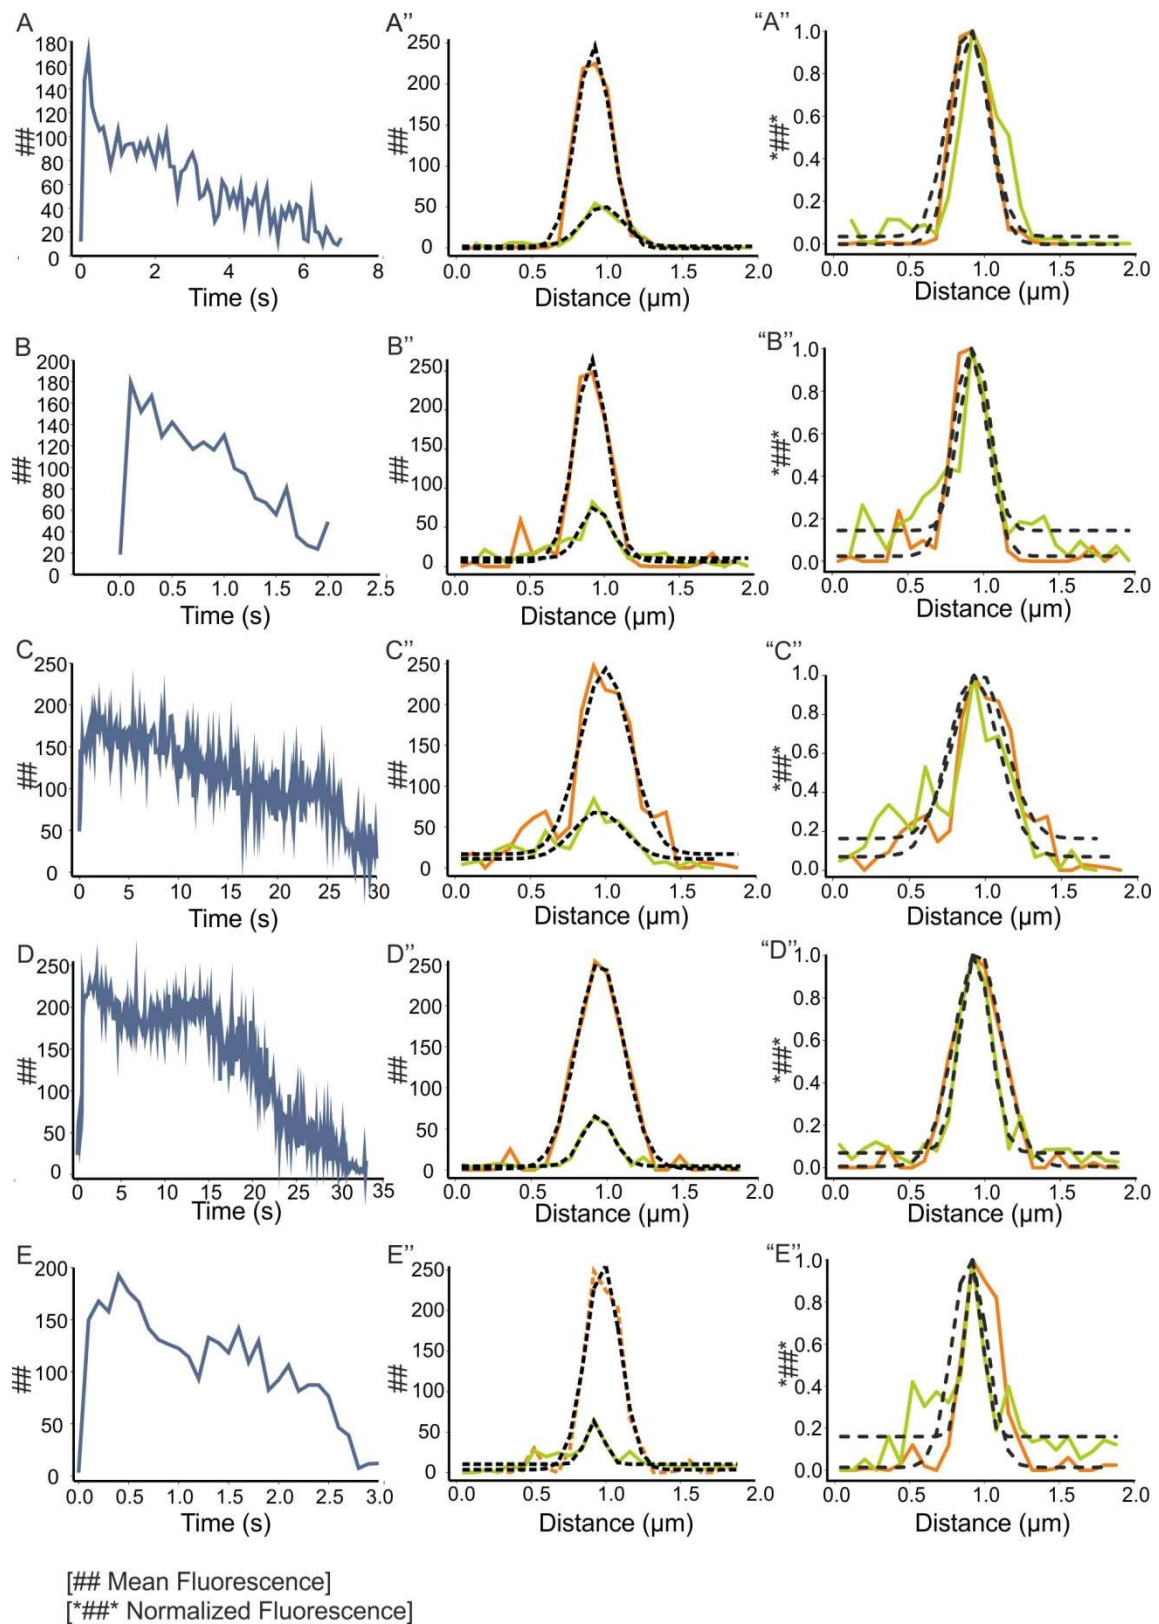 A
A’’
“A’’
180
160
140
120
100
80
60
40
20
0
##
0 2 4 6 8
Time (s)
250
200
150
100
50
0
##
0.0 0.5 1.0 1.5 2.0
Distance (µm)
1.0
0.8
0.6
0.4
0.2
0.0
*##*
0.0 0.5 1.0 1.5 2.0
Distance (µm)
B
B’’
“B’’
200
180
160
140
120
100
80
60
40
20
##
0.0 0.5 1.0 1.5 2.0 2.5
Time (s)
250
200
150
100
50
0
##
0.0 0.5 1.0 1.5 2.0
Distance (µm)
1.0
0.8
0.6
0.4
0.2
0.0
*##*
0.0 0.5 1.0 1.5 2.0
Distance (µm)
C
C’’
“C’’
250
200
150
100
50
0
##
0 5 10 15 20 25 30
Time (s)
250
200
150
100
50
0
##
0.0 0.5 1.0 1.5 2.0
Distance (µm)
1.0
0.8
0.6
0.4
0.2
0.0
*##*
0.0 0.5 1.0 1.5 2.0
Distance (µm)
D
D’’
“D’’
250
200
150
100
50
0
##
0 5 10 15 20 25 30 35
Time (s)
250
200
150
250
50
0
##
0.0 0.5 1.0 1.5 2.0
Distance (µm)
1.0
0.8
0.6
0.4
0.2
0.0
*##*
0.0 0.5 1.0 1.5 2.0
Distance (µm)
E
E’’
“E’’
200
150
100
50
0
##
0 0.5 1.0 1.5 2.0 2.5 3.0
Time (s)
250
200
150
100
50
0
##
0.0 0.5 1.0 1.5 2.0
Distance (µm)
1.0
0.8
0.6
0.4
0.2
0.0
*##*
0.0 0.5 1.0 1.5 2.0
Distance (µm)
[## Mean Fluorescence]
[*##* Normalized Fluorescence]